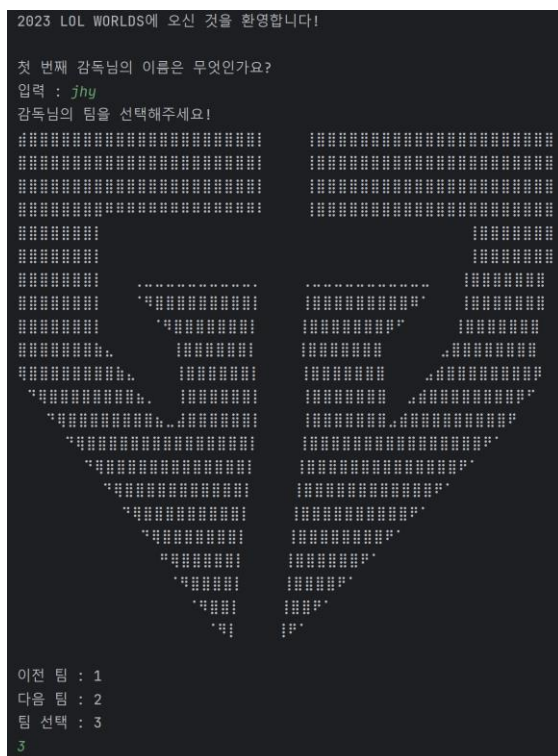 2023 LOL WORLDS에 오신 것을 환영합니다!
첫 번째 감독님의 이름은 무엇인가요?
입력 : jhy
감독님의 팀을 선택해주세요!
이전 팀 : 1
다음 팀 : 2
팀 선택 : 3
3